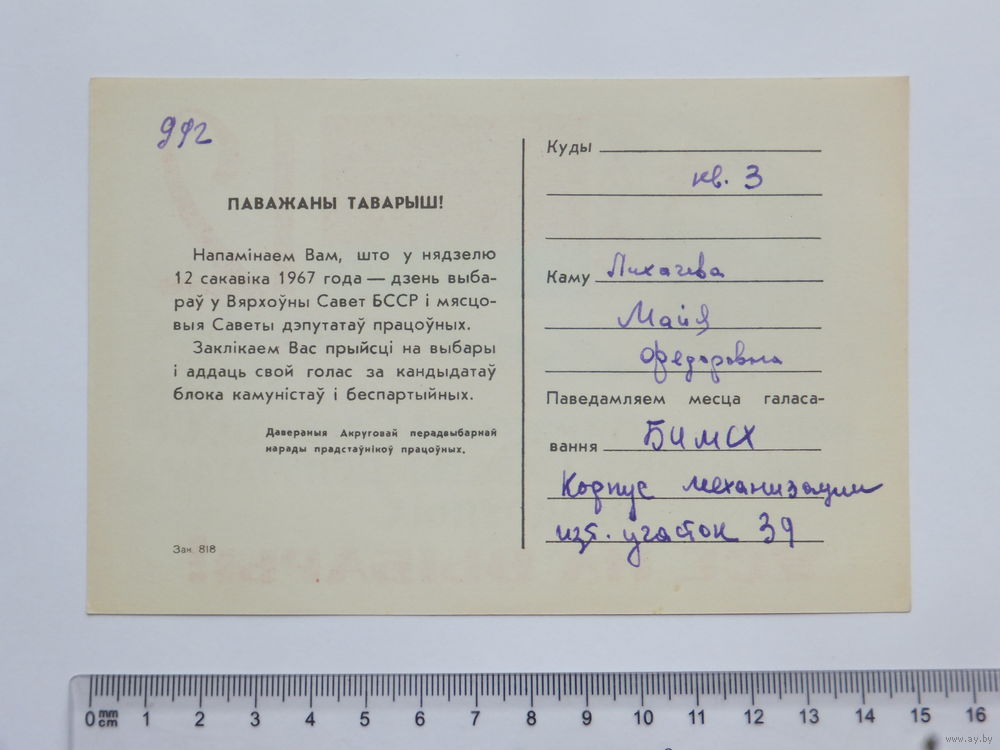 992
ПАВАЖАНЫ ТАВАРЫШ!
Напамінаем Вам, што у нядзелю
12 сакавіка 1967 года — дзень выба-
раў у Вярхоўны Савет БССР і мясцо-
выя Саветы дэпутатаў працоўных.
Заклікаем Вас прыйсці на выбары
і аддаць свой голас за кандыдатаў
блока камуністаў і беспартыйных.
Давераныя Акруговай перадвыбарнай
нарады прадстаўнікоў працоўных.
Зак. 818
Куды
кв. 3
Каму Лихачева
Майя
Федоровна
Паведамляем месца галаса-
вання БИМСХ
Корпус механизации
изб. участок 39
0 mm cm 1 2 3 4 5 6 7 8 9 10 11 12 13 14 15 16
www.ay.by